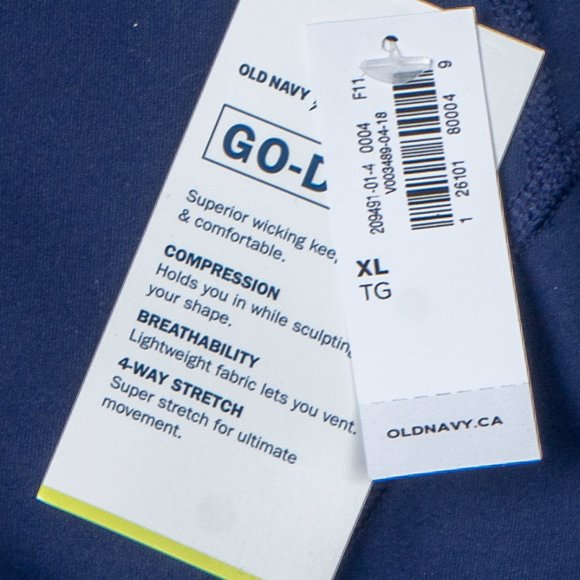 OLD NAVY
GO-D
Superior wicking kee
& comfortable.
COMPRESSION
Holds you in while sculpting
your shape.
BREATHABILITY
Lightweight fabric lets you vent.
4-WAY STRETCH
Super stretch for ultimate
movement.
209491-01-4 0004 F11
V003489-04-18
1 26101 80004 9
XL
TG
OLDNAVY.CA